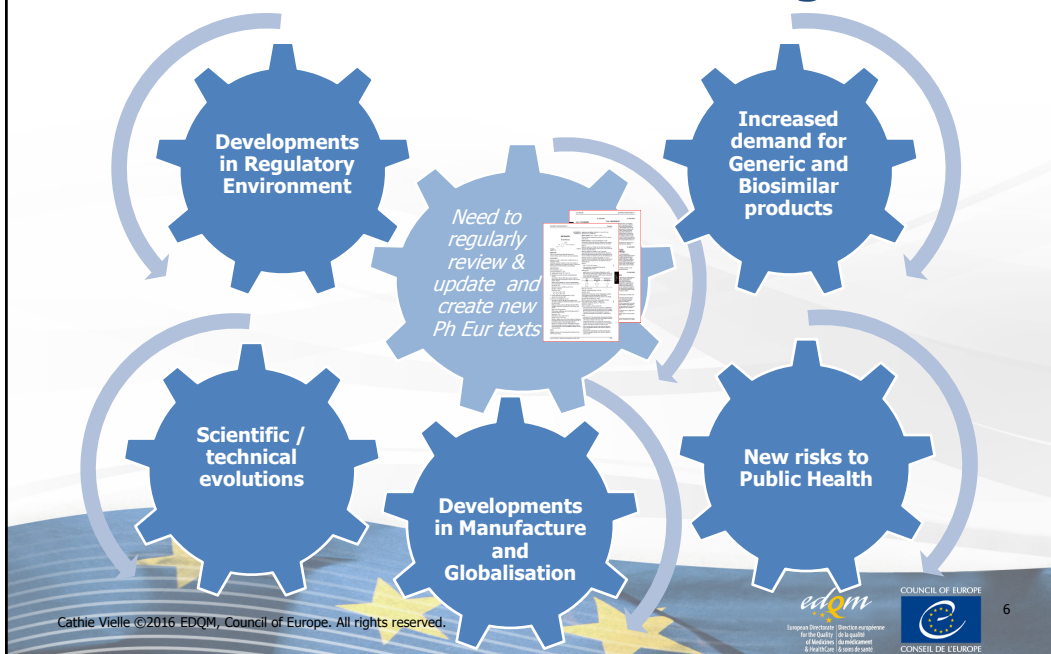 Developments
in Regulatory
Environment
Increased
demand for
Generic and
Biosimilar
products
Need to
regularly
review &
update and
create new
Ph Eur texts
Scientific /
technical
evolutions
Developments
in Manufacture
and
Globalisation
New risks to
Public Health
Cathie Vielle ©2016 EDQM, Council of Europe. All rights reserved.
edqm
European Directorate | Direction européenne
for the Quality | de la qualité
of Medicines | du médicament
& HealthCare | & soins de santé
COUNCIL OF EUROPE
CONSEIL DE L'EUROPE
6